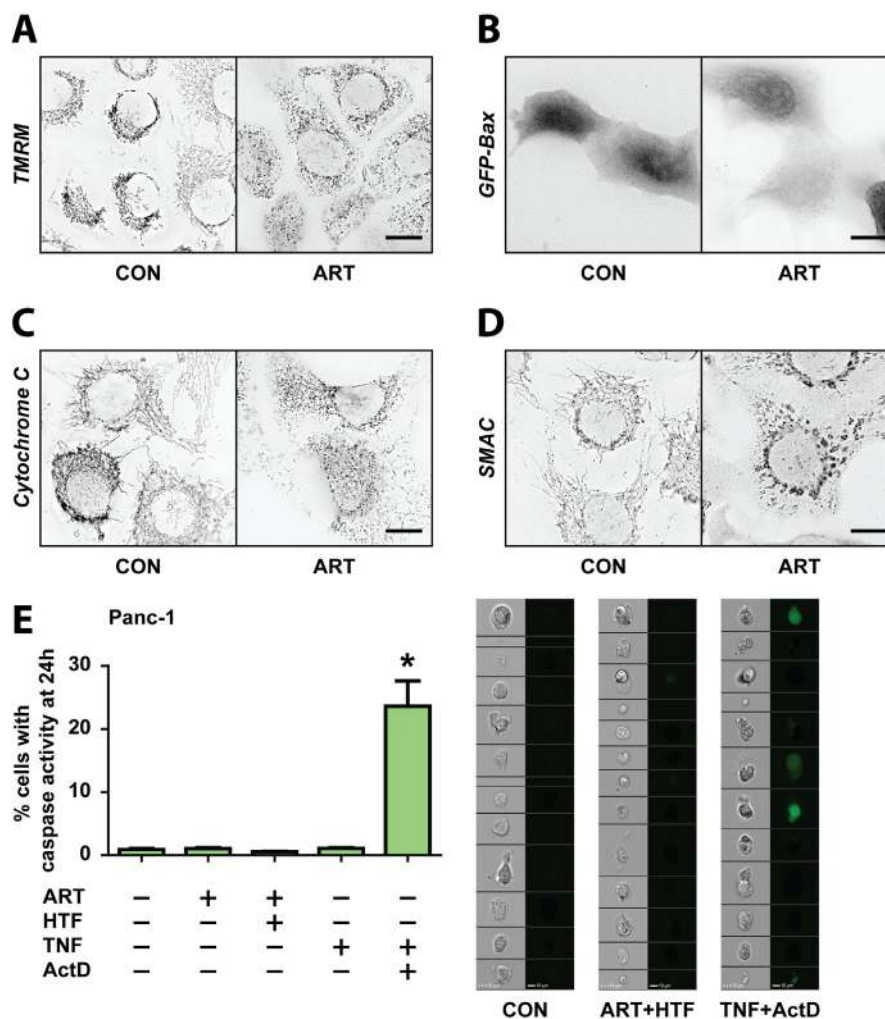 A
B
TMRM
GFP-Bax
CON
ART
CON
ART
C
D
Cytochrome C
SMAC
CON
ART
CON
ART
E
Panc-1
% cells with
caspase activity at 24h
30
20
10
0
*
ART − + + − −
HTF − − + − −
TNF − − − + +
ActD − − − − +
CON
ART+HTF
TNF+ActD